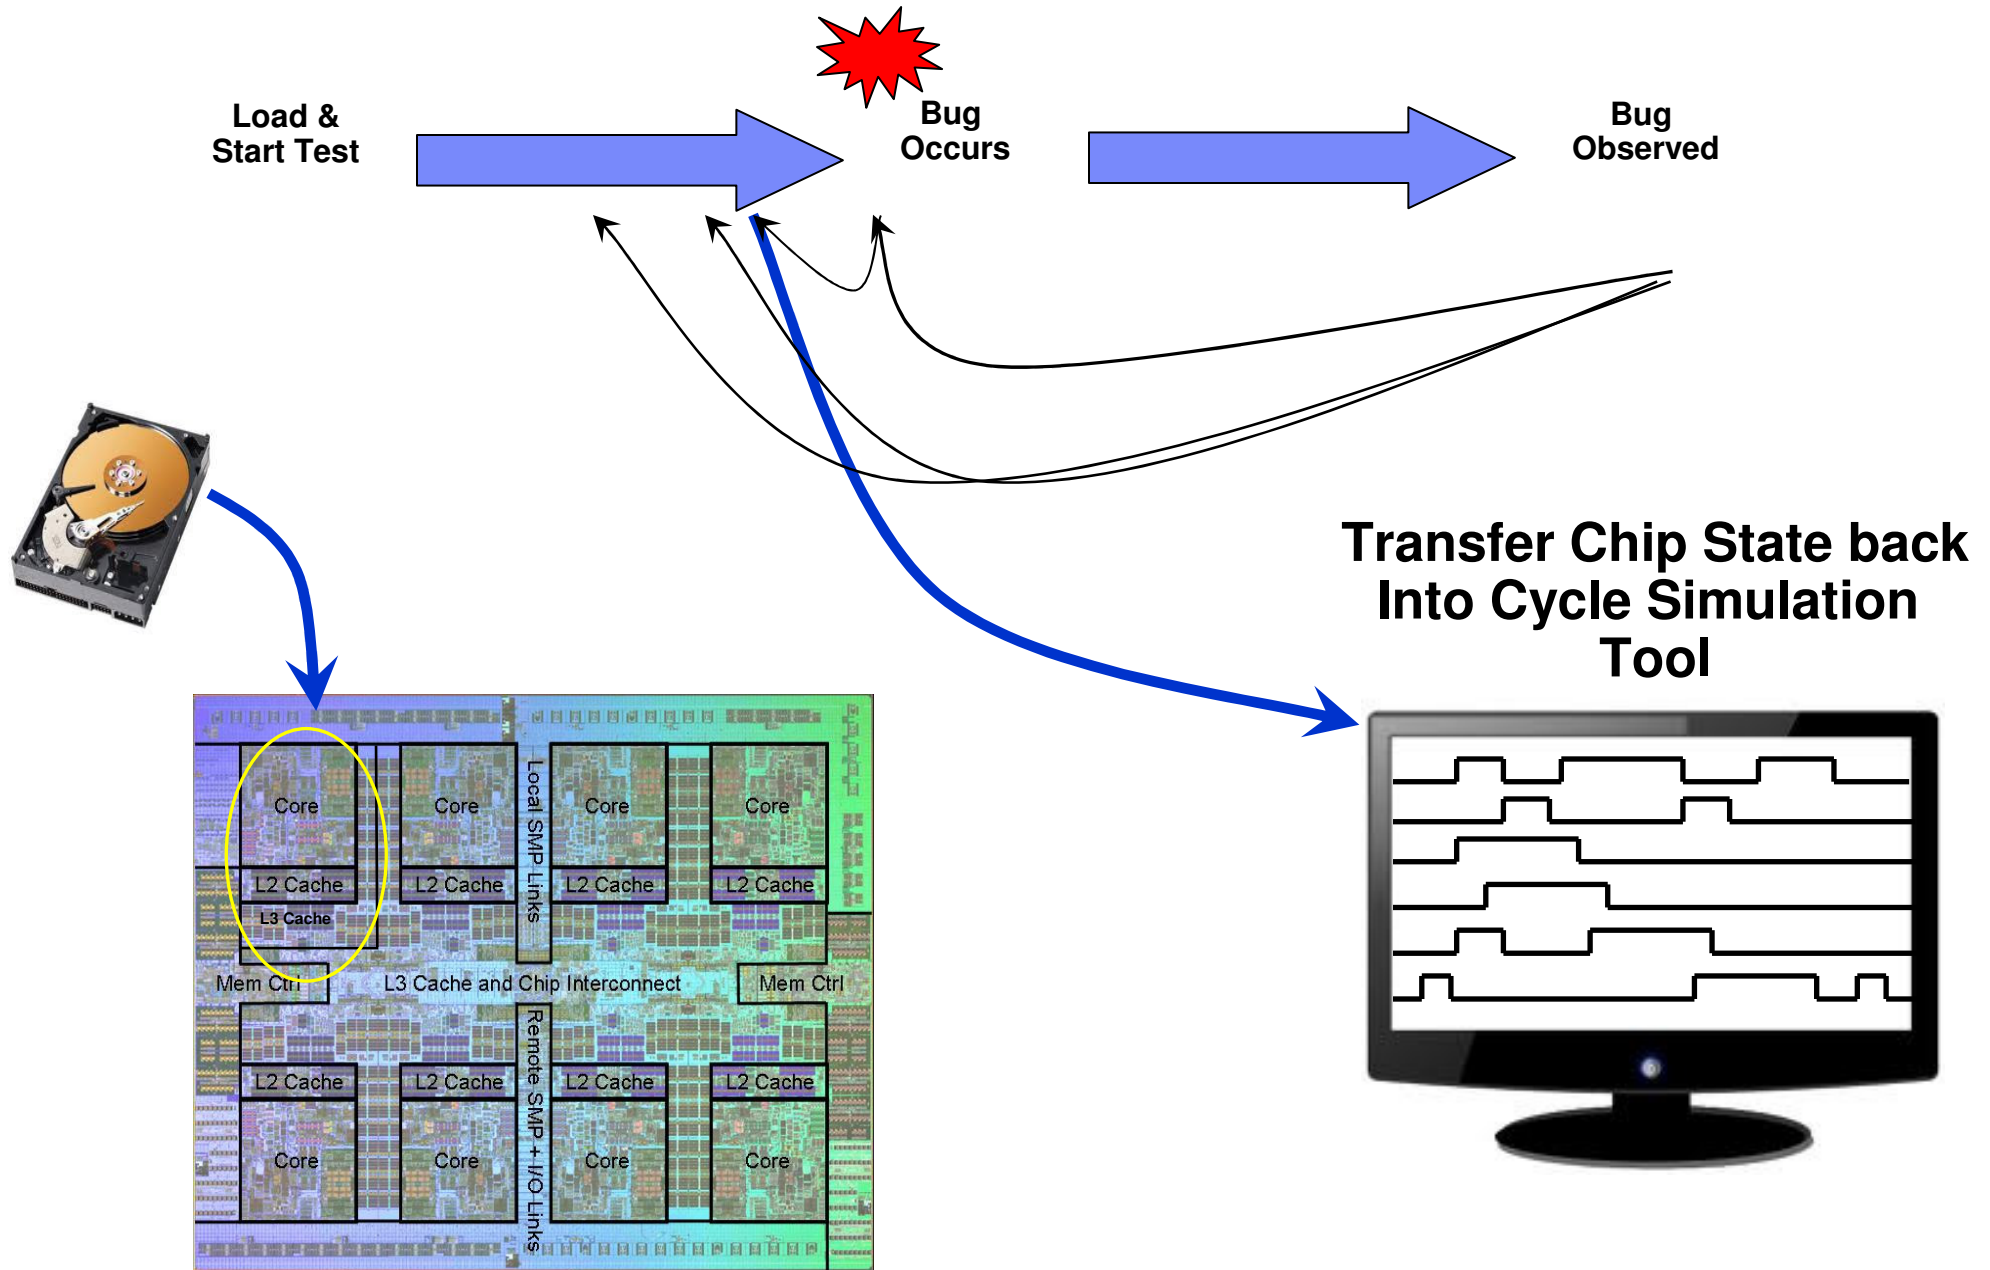 Load &
Start Test
Bug
Occurs
Bug
Observed
Transfer Chip State back
Into Cycle Simulation
Tool
Core
Core
Core
Core
Local SMP Links
L2 Cache
L2 Cache
L2 Cache
L2 Cache
L3 Cache
Mem Ctrl
L3 Cache and Chip Interconnect
Mem Ctrl
Remote SMP + I/O Links
L2 Cache
L2 Cache
L2 Cache
L2 Cache
Core
Core
Core
Core